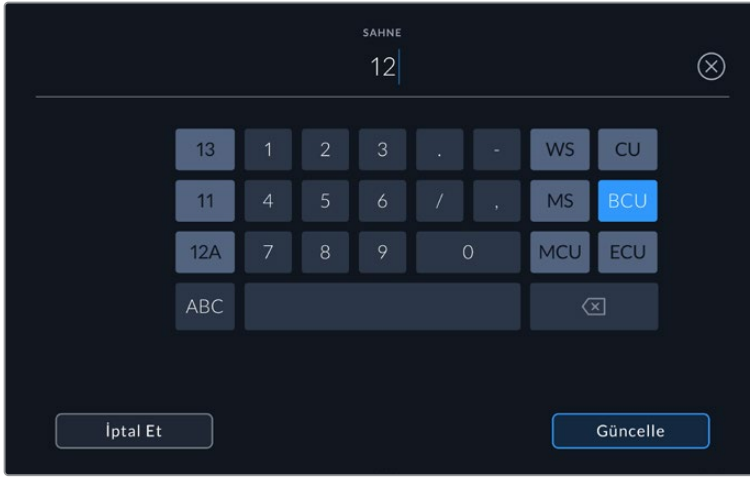 SAHNE
12
13 1 2 3 . - WS CU
11 4 5 6 / , MS BCU
12A 7 8 9 0 MCU ECU
ABC
İptal Et Güncelle